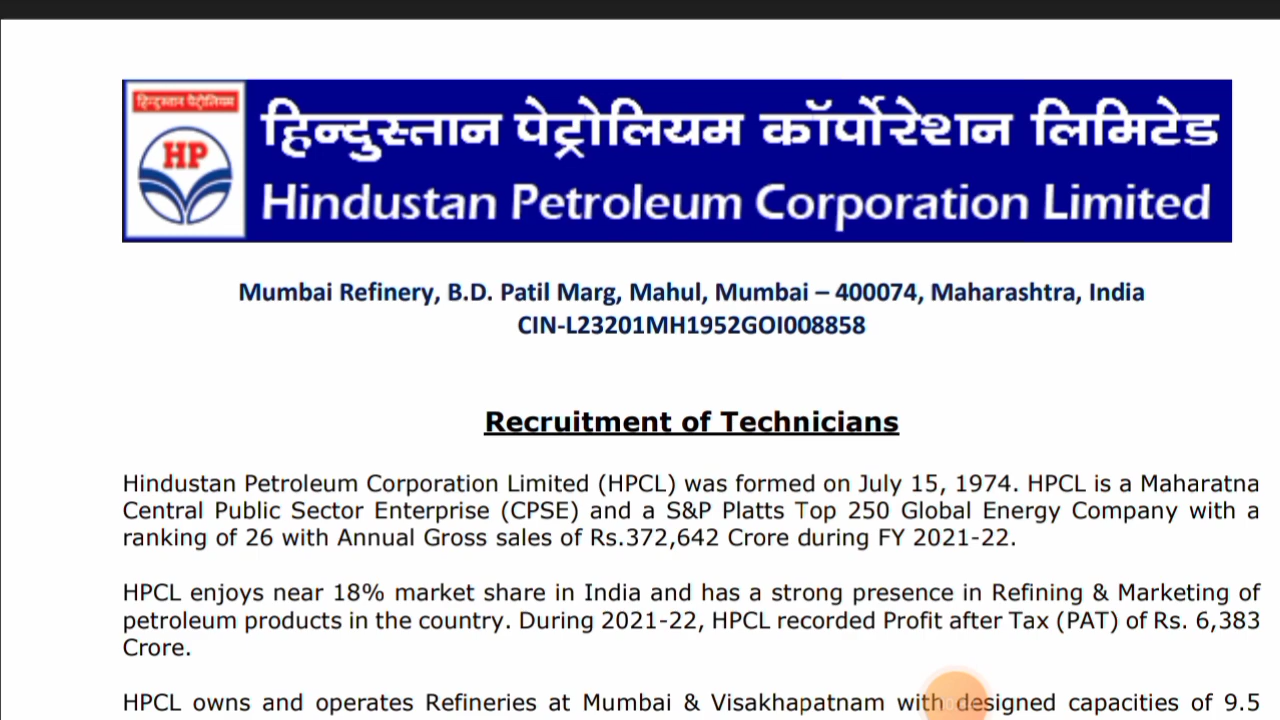 हिन्दुस्तान पेट्रोलियम
HP
हिन्दुस्तान पेट्रोलियम कॉर्पोरेशन लिमिटेड
Hindustan Petroleum Corporation Limited
Mumbai Refinery, B.D. Patil Marg, Mahul, Mumbai – 400074, Maharashtra, India
CIN-L23201MH1952GOI008858
Recruitment of Technicians
Hindustan Petroleum Corporation Limited (HPCL) was formed on July 15, 1974. HPCL is a Maharatna
Central Public Sector Enterprise (CPSE) and a S&P Platts Top 250 Global Energy Company with a
ranking of 26 with Annual Gross sales of Rs.372,642 Crore during FY 2021-22.
HPCL enjoys near 18% market share in India and has a strong presence in Refining & Marketing of
petroleum products in the country. During 2021-22, HPCL recorded Profit after Tax (PAT) of Rs. 6,383
Crore.
HPCL owns and operates Refineries at Mumbai & Visakhapatnam with designed capacities of 9.5